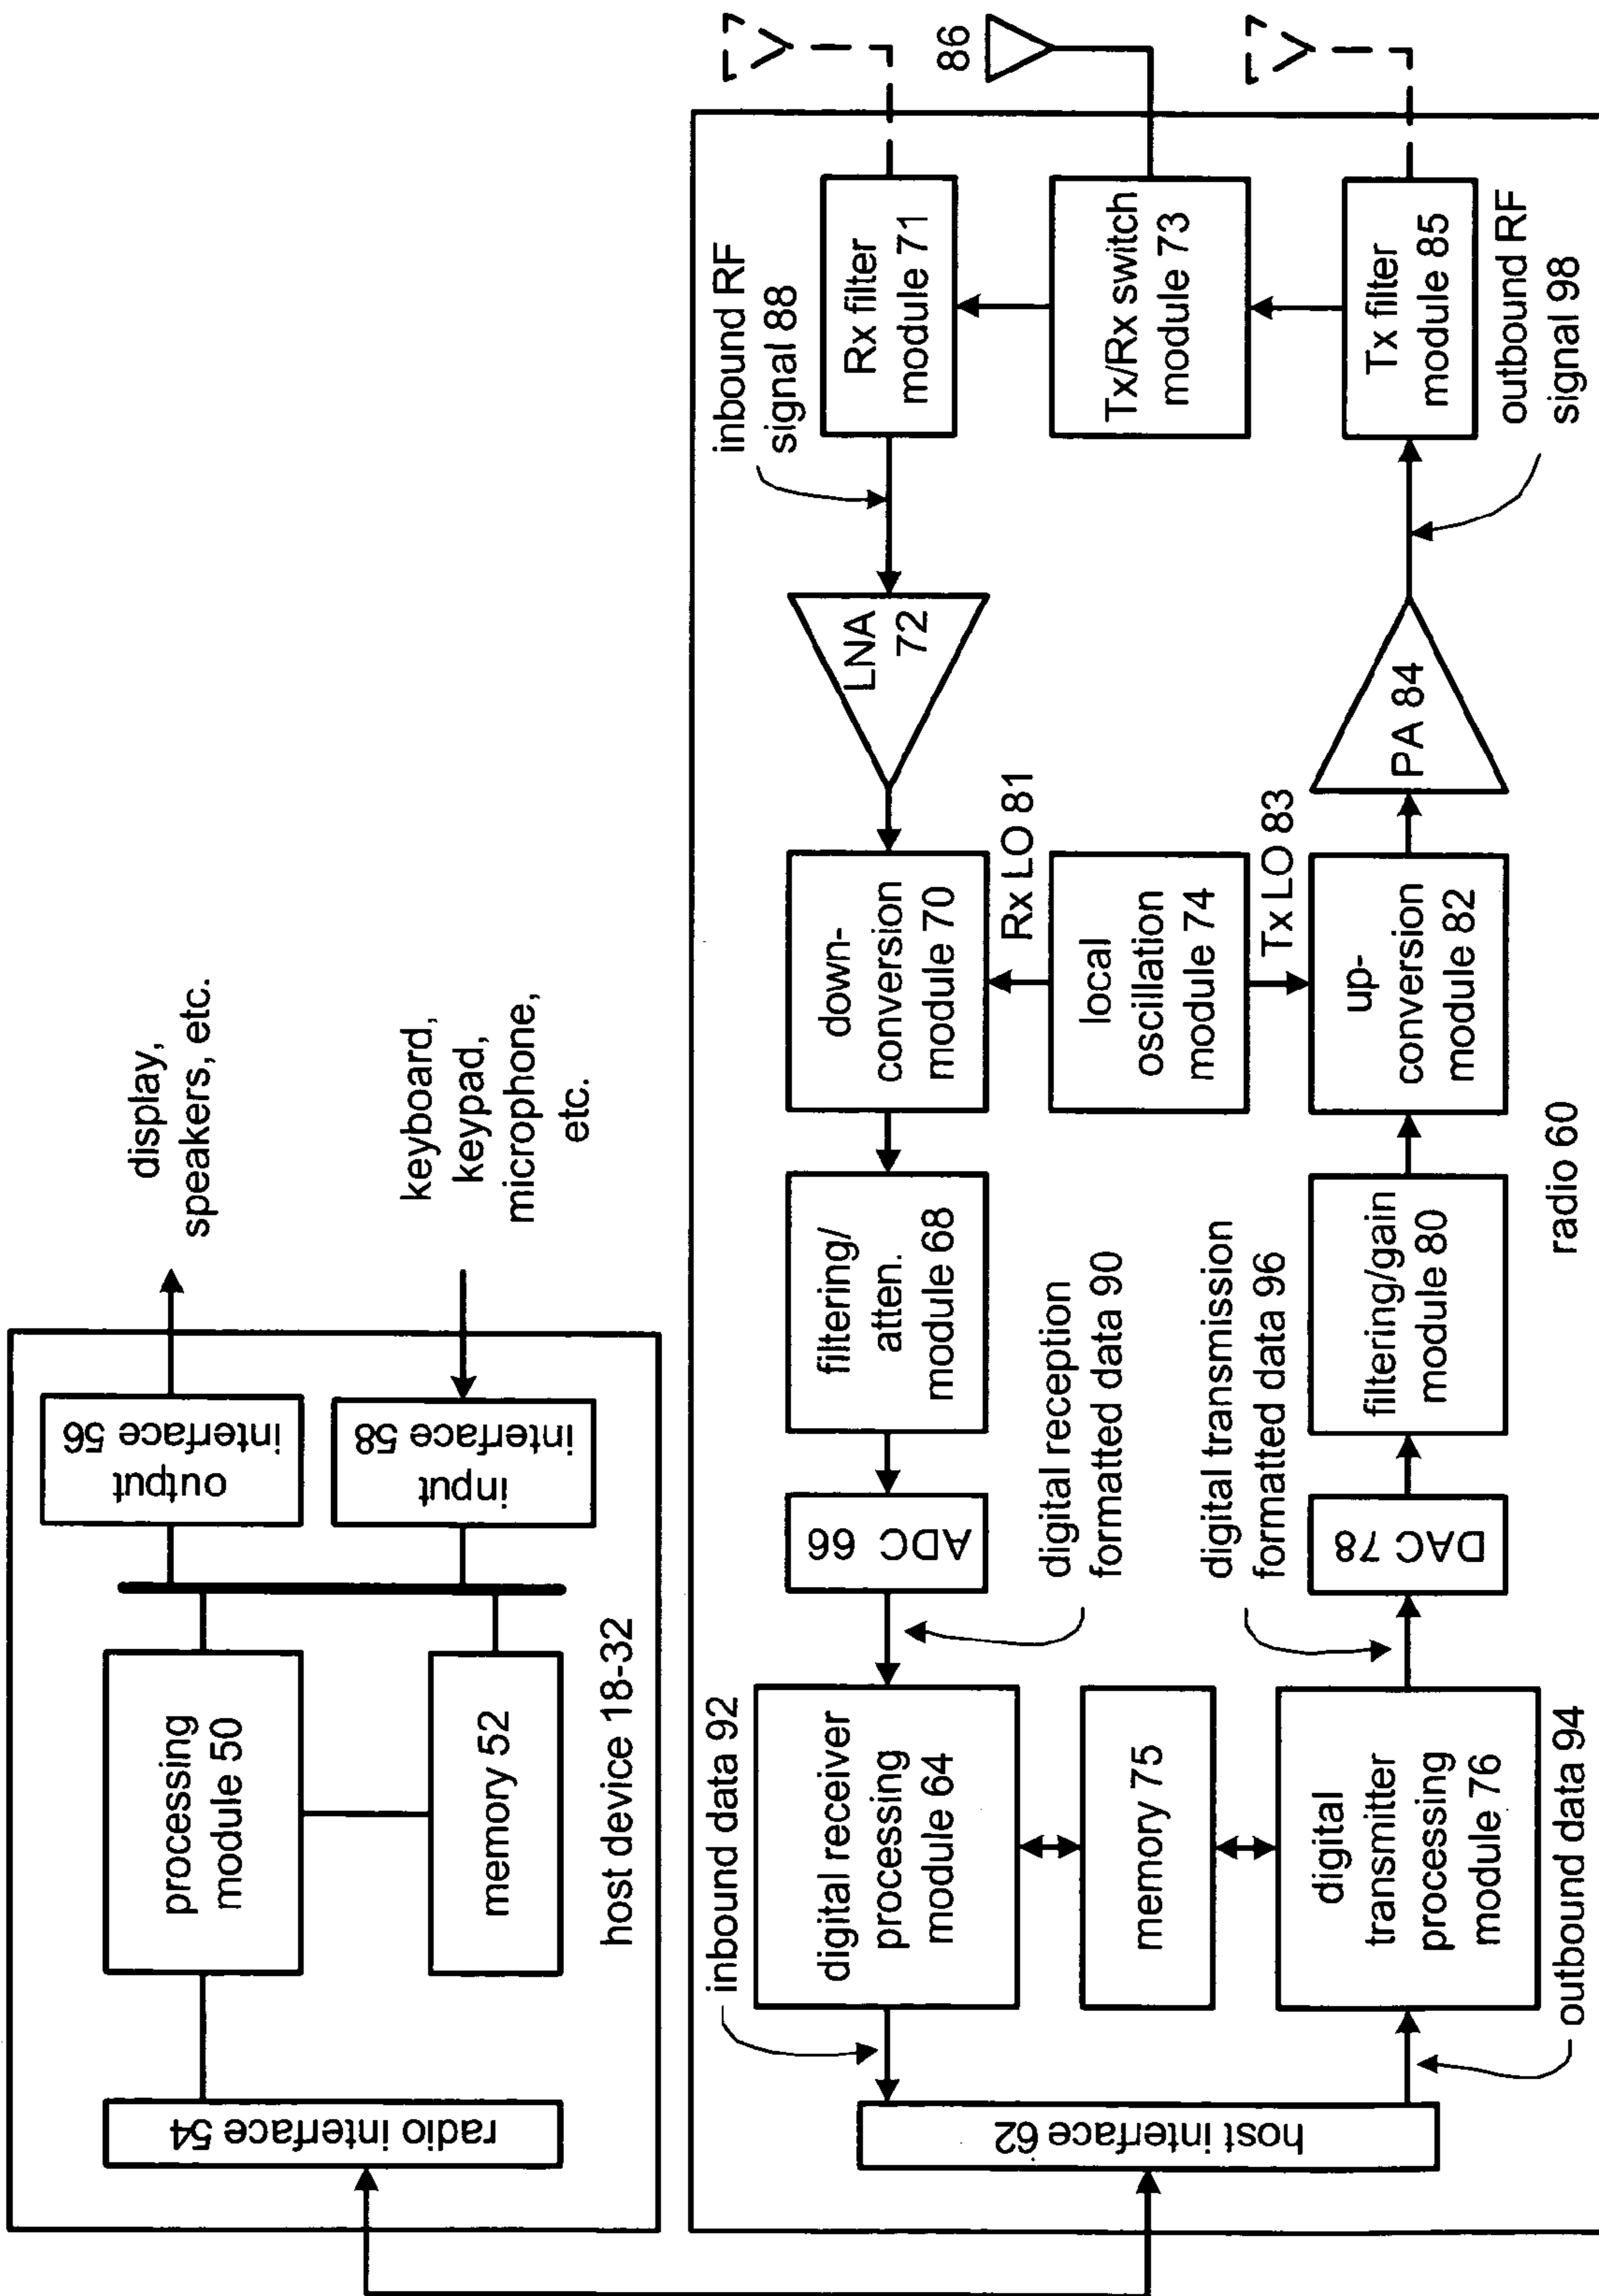 display,
speakers, etc.
keyboard,
keypad,
microphone,
etc.
output
interface 56
input
interface 58
processing
module 50
memory 52
radio interface 54
host device 18-32
86
inbound RF
signal 88
Rx filter
module 71
Tx/Rx switch
module 73
Tx filter
module 85
outbound RF
signal 98
LNA
72
PA 84
down-
conversion
module 70
Rx LO 81
local
oscillation
module 74
Tx LO 83
up-
conversion
module 82
filtering/
atten.
module 68
filtering/gain
module 80
radio 60
ADC 66
digital reception
formatted data 90
digital transmission
formatted data 96
DAC 78
inbound data 92
digital receiver
processing
module 64
memory 75
digital
transmitter
processing
module 76
outbound data 94
host interface 62